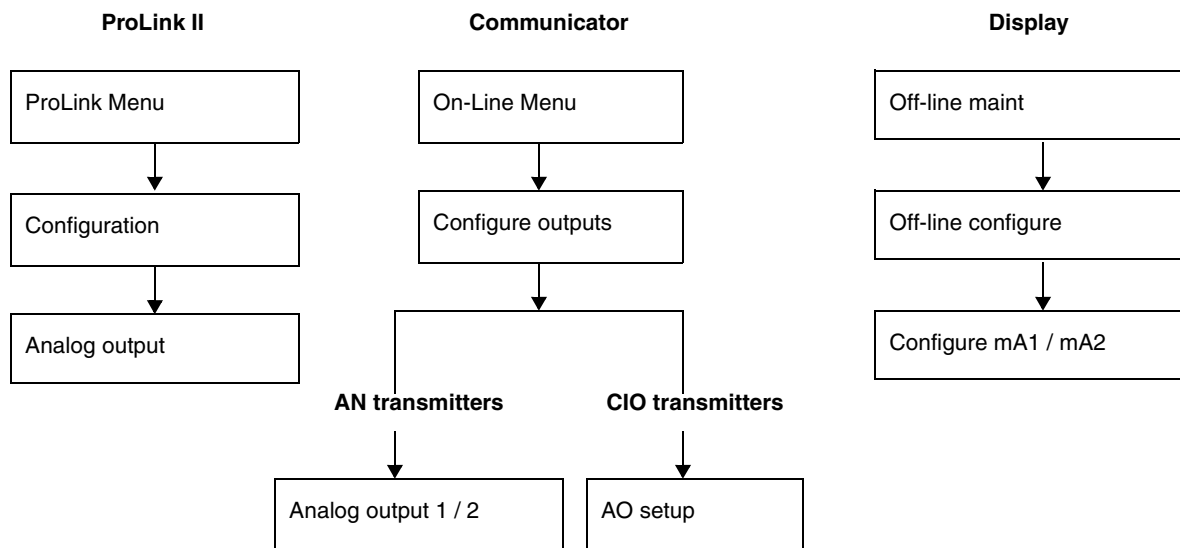 ProLink II
Communicator
Display
ProLink Menu
On-Line Menu
Off-line maint
Configuration
Configure outputs
Off-line configure
Analog output
Configure mA1 / mA2
AN transmitters
CIO transmitters
Analog output 1 / 2
AO setup